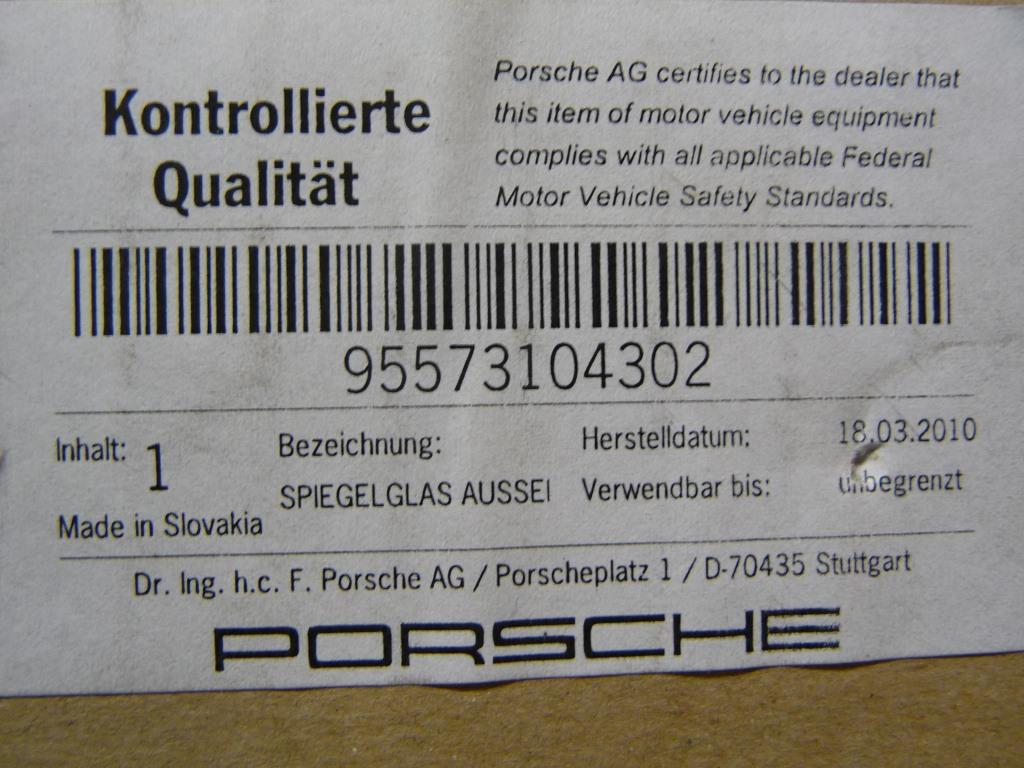 Kontrollierte
Qualität
Porsche AG certifies to the dealer that
this item of motor vehicle equipment
complies with all applicable Federal
Motor Vehicle Safety Standards.
95573104302
Inhalt: 1
Made in Slovakia
Bezeichnung:
SPIEGELGLAS AUSSEI
Herstelldatum: 18.03.2010
Verwendbar bis: unbegrenzt
Dr. Ing. h.c. F. Porsche AG / Porscheplatz 1 / D-70435 Stuttgart
PORSCHE